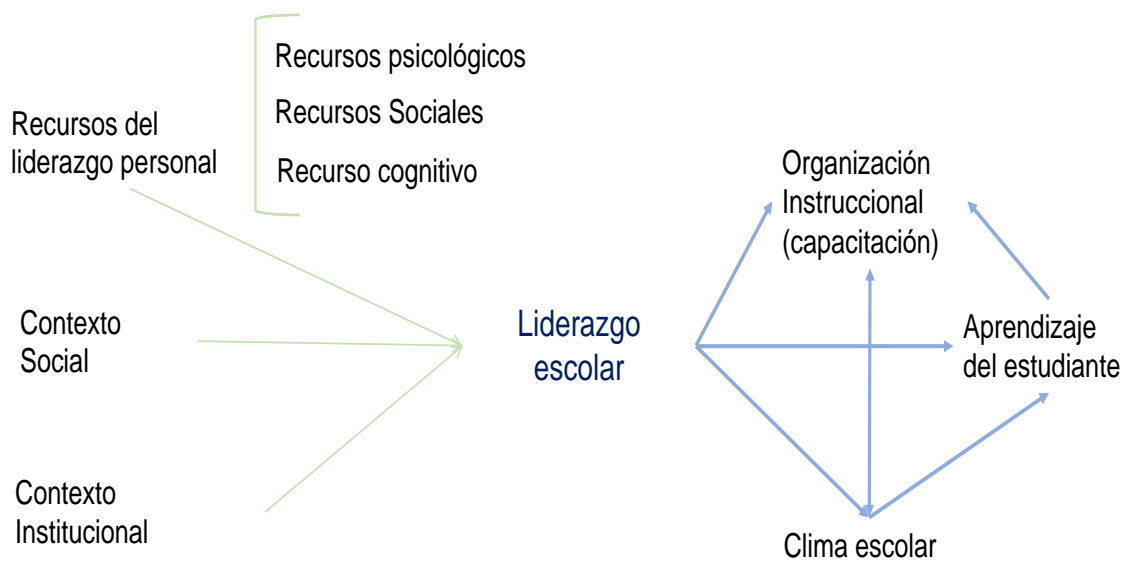 Recursos psicológicos
Recursos Sociales
Recurso cognitivo
Recursos del
liderazgo personal
Contexto
Social
Contexto
Institucional
Liderazgo
escolar
Organización
Instruccional
(capacitación)
Aprendizaje
del estudiante
Clima escolar